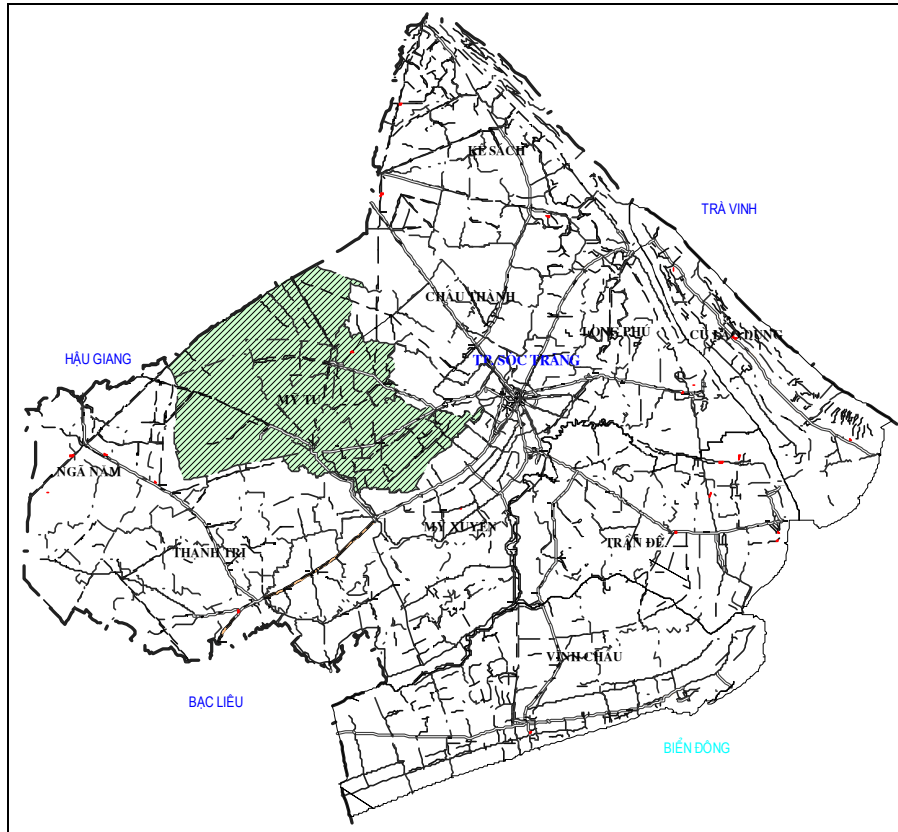 KẾ SÁCH
TRÀ VINH
CHÂU THÀNH
LONG PHÚ
CÙ LAO DUNG
HẬU GIANG
TP. SÓC TRĂNG
MỸ TÚ
NGÃ NĂM
MỸ XUYÊN
THẠNH TRỊ
TRẦN ĐỀ
VĨNH CHÂU
BẠC LIÊU
BIỂN ĐÔNG